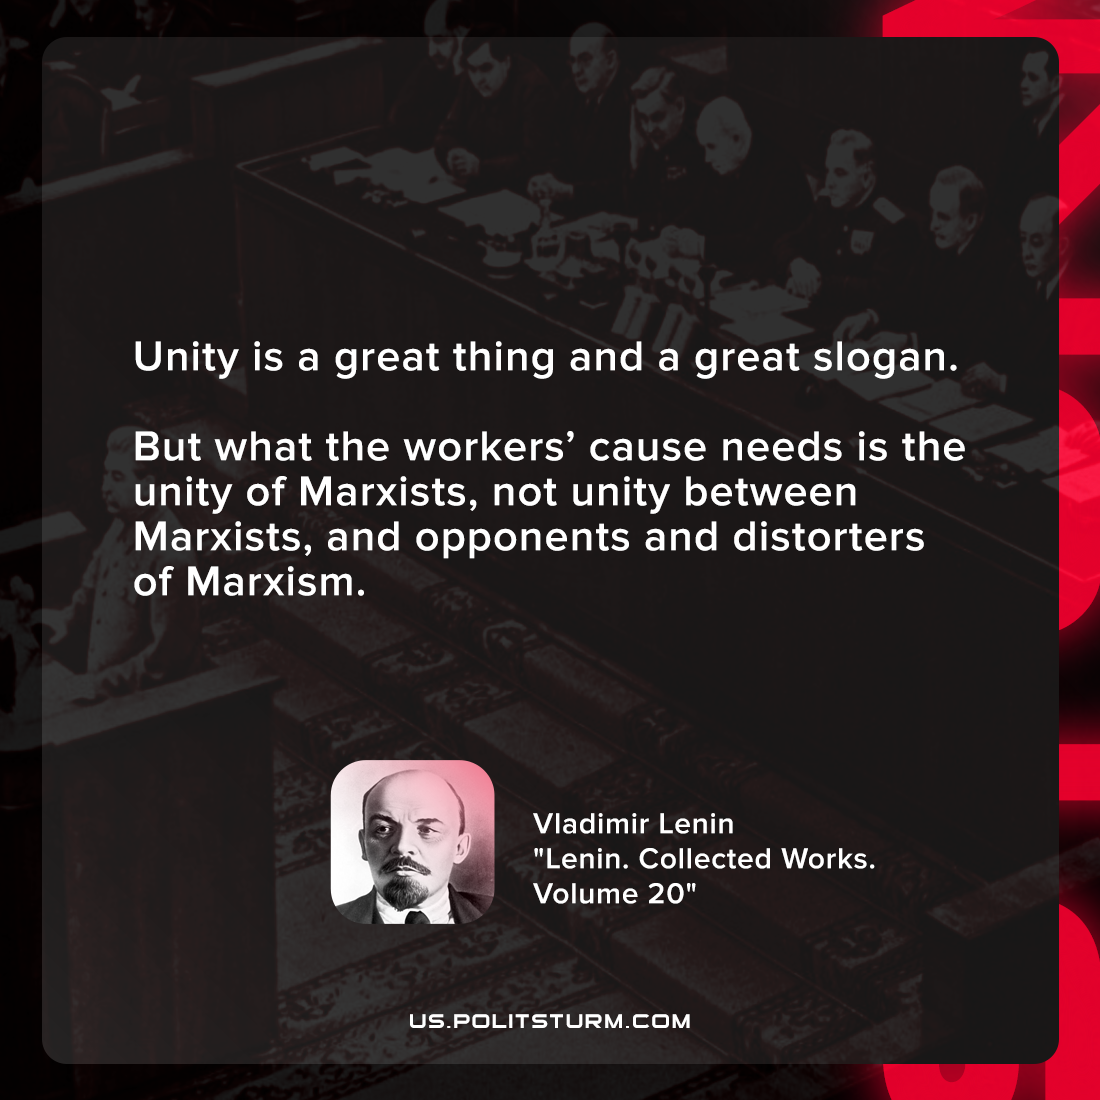 Unity is a great thing and a great slogan.
But what the workers’ cause needs is the
unity of Marxists, not unity between
Marxists, and opponents and distorters
of Marxism.
Vladimir Lenin
"Lenin. Collected Works.
Volume 20"
US.POLITSTURM.COM